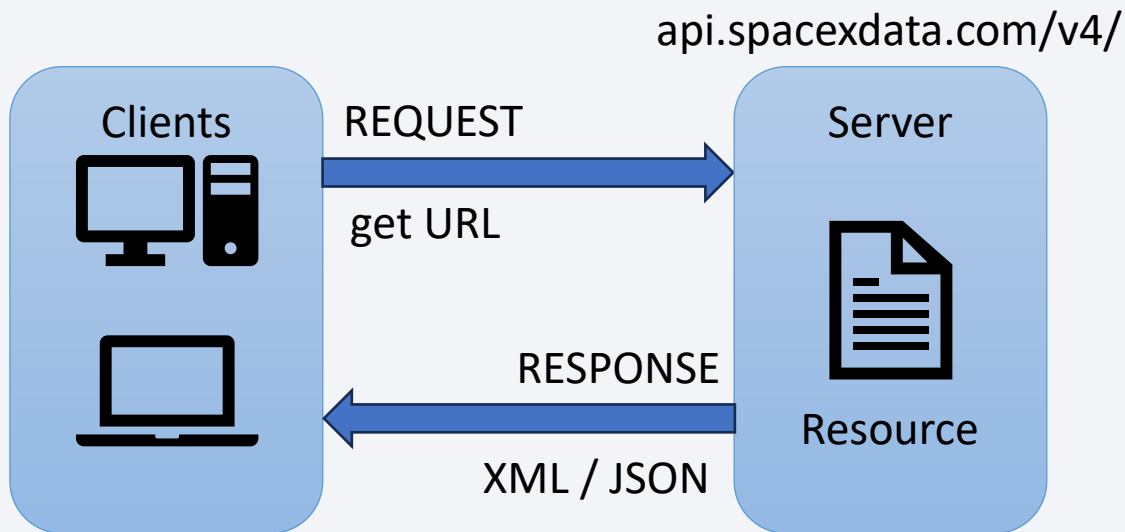 api.spacexdata.com/v4/
Clients
REQUEST
Server
get URL
RESPONSE
Resource
XML / JSON